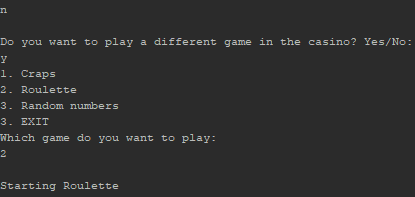 n
Do you want to play a different game in the casino? Yes/No:
y
1. Craps
2. Roulette
3. Random numbers
3. EXIT
Which game do you want to play:
2
Starting Roulette